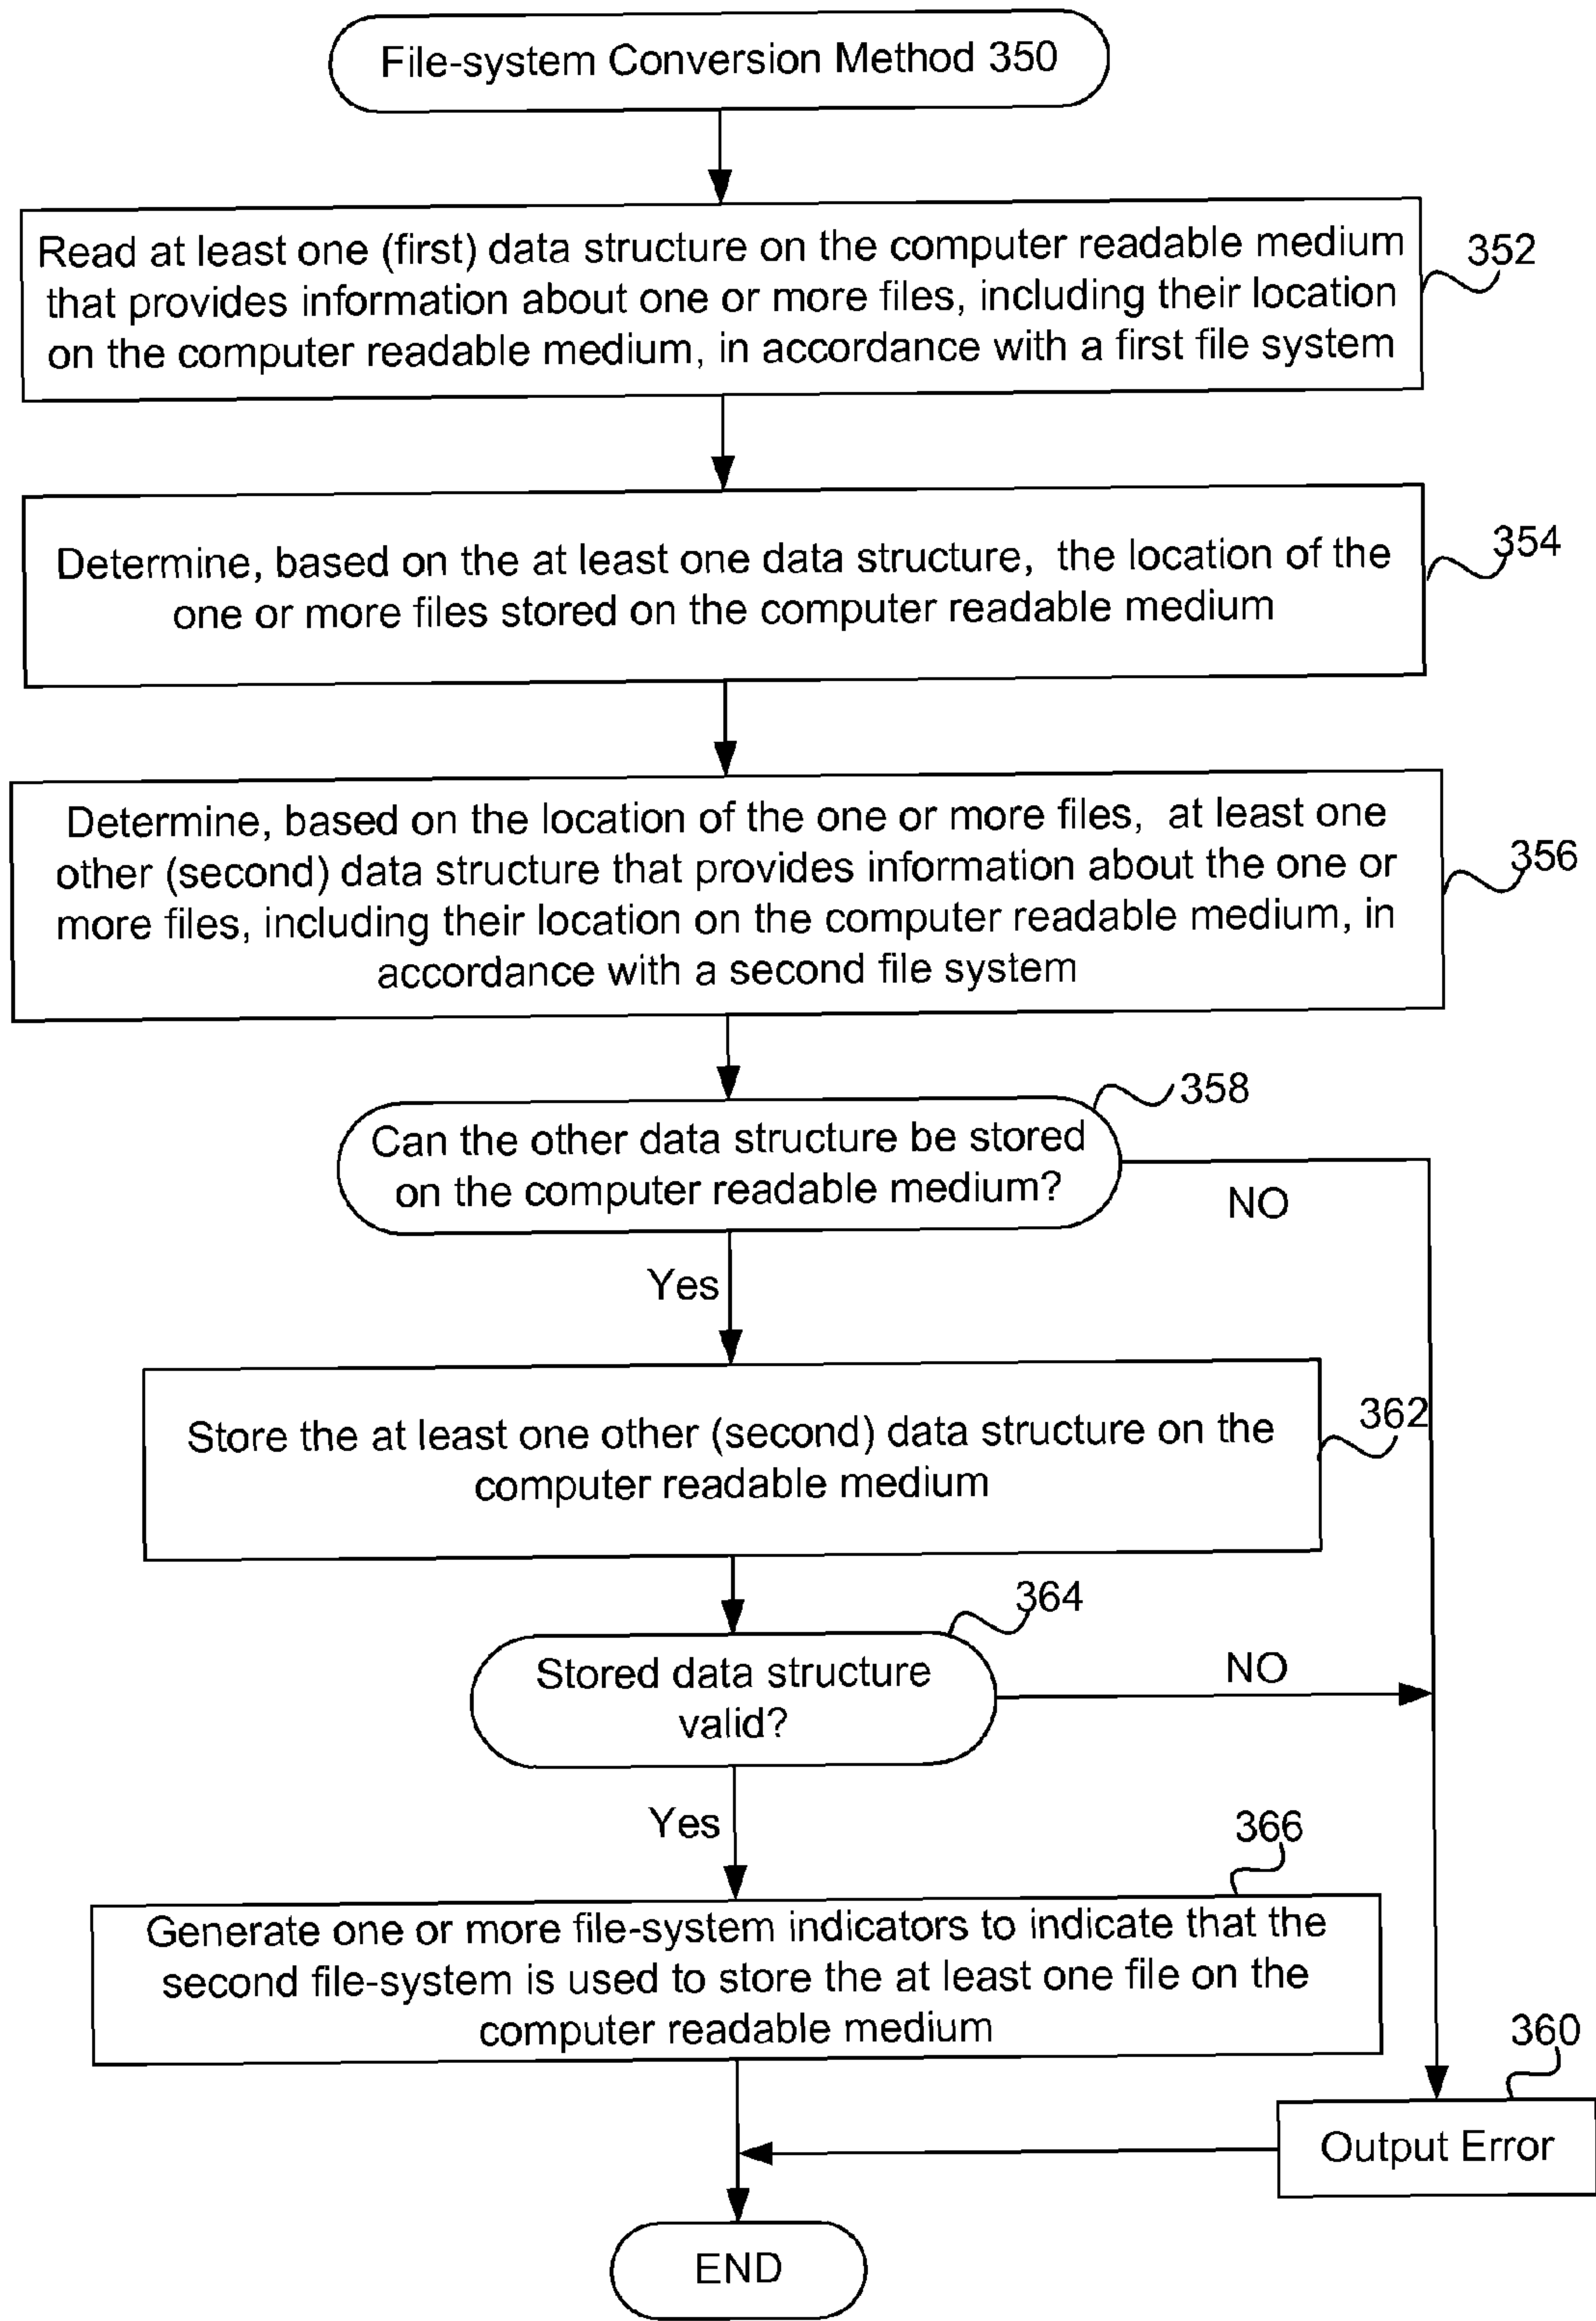 File-system Conversion Method 350
Read at least one (first) data structure on the computer readable medium
that provides information about one or more files, including their location
on the computer readable medium, in accordance with a first file system
352
Determine, based on the at least one data structure, the location of the
one or more files stored on the computer readable medium
354
Determine, based on the location of the one or more files, at least one
other (second) data structure that provides information about the one or
more files, including their location on the computer readable medium, in
accordance with a second file system
356
358
Can the other data structure be stored
on the computer readable medium?
NO
Yes
Store the at least one other (second) data structure on the
computer readable medium
362
364
Stored data structure
valid?
NO
Yes
366
Generate one or more file-system indicators to indicate that the
second file-system is used to store the at least one file on the
computer readable medium
360
Output Error
END